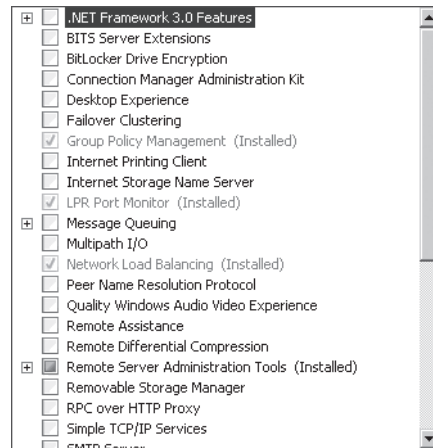 .NET Framework 3.0 Features
BITS Server Extensions
BitLocker Drive Encryption
Connection Manager Administration Kit
Desktop Experience
Failover Clustering
Group Policy Management (Installed)
Internet Printing Client
Internet Storage Name Server
LPR Port Monitor (Installed)
Message Queuing
Multipath I/O
Network Load Balancing (Installed)
Peer Name Resolution Protocol
Quality Windows Audio Video Experience
Remote Assistance
Remote Differential Compression
Remote Server Administration Tools (Installed)
Removable Storage Manager
RPC over HTTP Proxy
Simple TCP/IP Services
SMTP Server